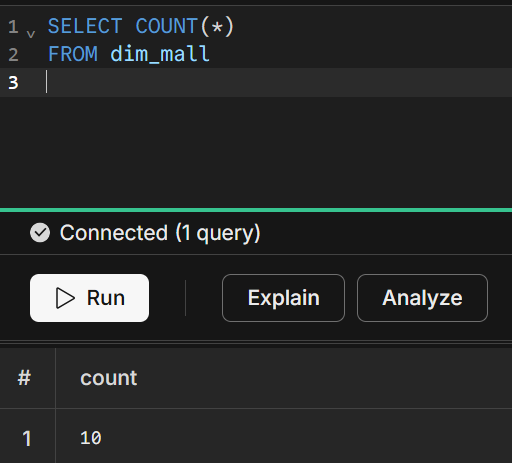 1 SELECT COUNT(*)
2 FROM dim_mall
3
Connected (1 query)
Run Explain Analyze
# count
1 10